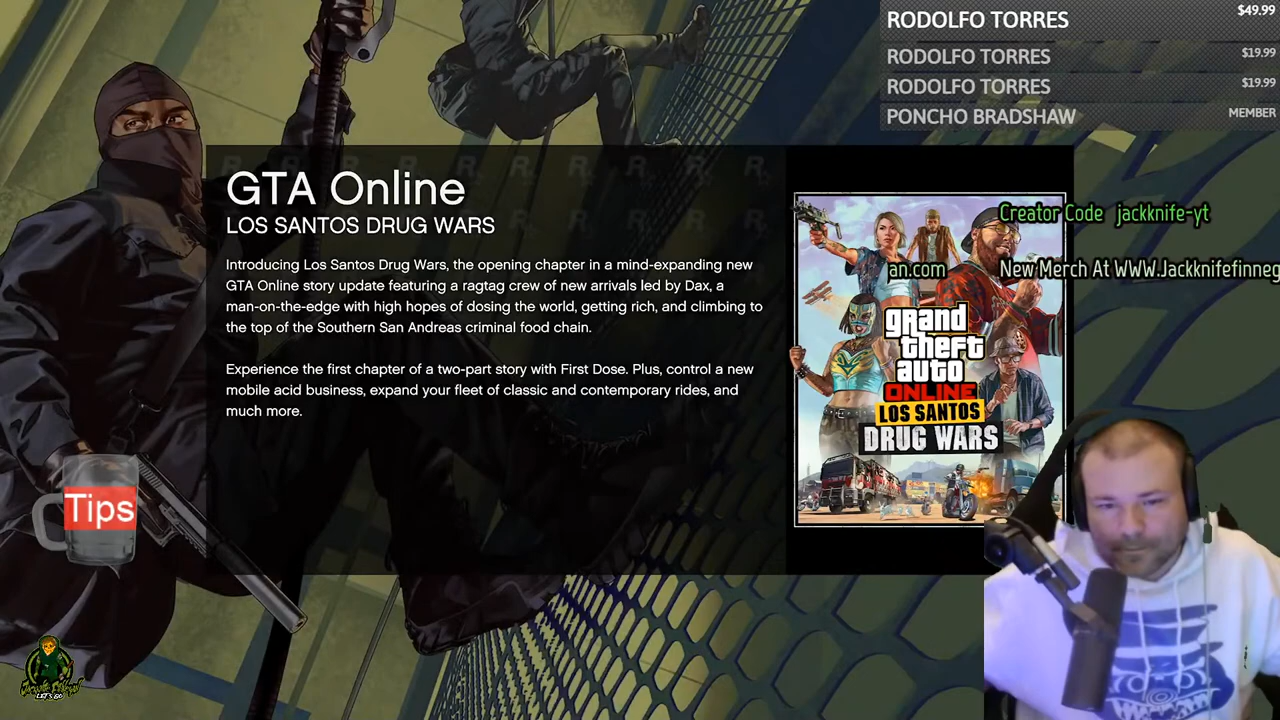 RODOLFO TORRES $49.99
RODOLFO TORRES $19.99
RODOLFO TORRES $19.99
PONCHO BRADSHAW MEMBER
GTA Online
LOS SANTOS DRUG WARS
Introducing Los Santos Drug Wars, the opening chapter in a mind-expanding new
GTA Online story update featuring a ragtag crew of new arrivals led by Dax, a
man-on-the-edge with high hopes of dosing the world, getting rich, and climbing to
the top of the Southern San Andreas criminal food chain.
Experience the first chapter of a two-part story with First Dose. Plus, control a new
mobile acid business, expand your fleet of classic and contemporary rides, and
much more.
Creator Code jackknife-yt
an.com New Merch At WWW.Jackknifefinneg
grand
theft
auto
ONLINE
LOS SANTOS
DRUG WARS
Tips
LET'S GO